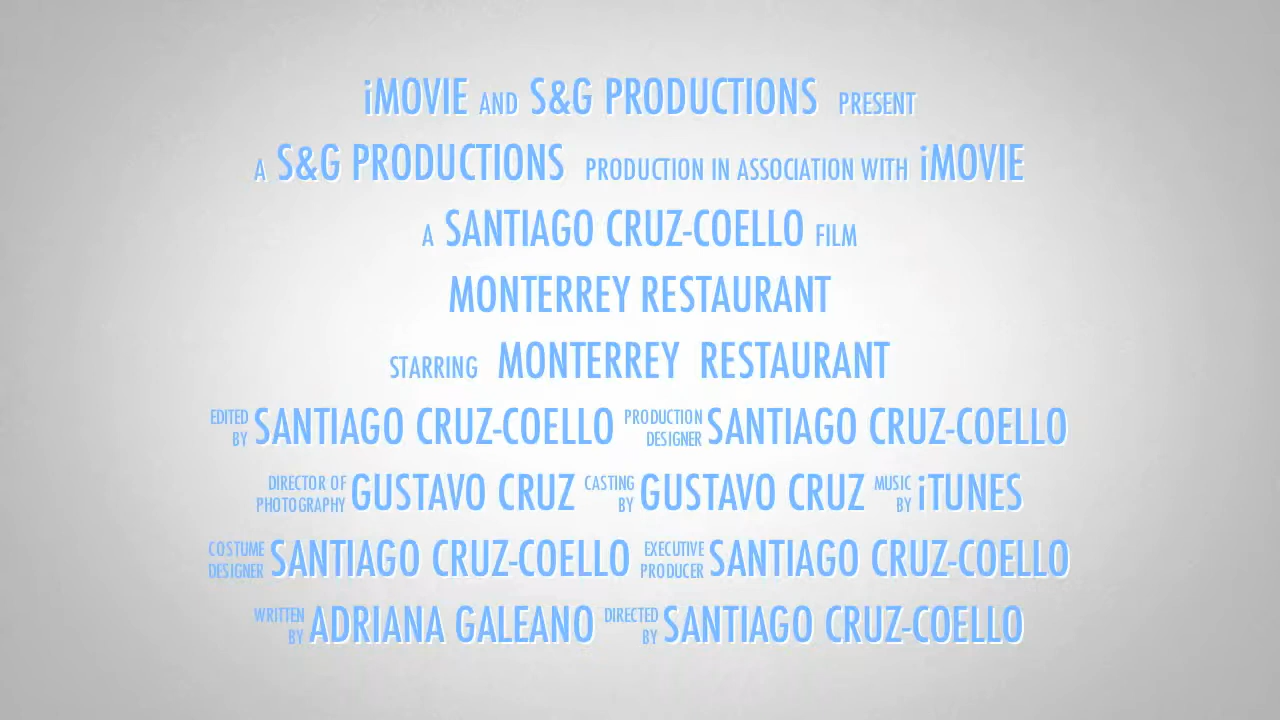 iMOVIE AND S&G PRODUCTIONS PRESENT
A S&G PRODUCTIONS PRODUCTION IN ASSOCIATION WITH iMOVIE
A SANTIAGO CRUZ-COELLO FILM
MONTERREY RESTAURANT
STARRING MONTERREY RESTAURANT
EDITED BY SANTIAGO CRUZ-COELLO PRODUCTION DESIGNER SANTIAGO CRUZ-COELLO
DIRECTOR OF PHOTOGRAPHY GUSTAVO CRUZ CASTING BY GUSTAVO CRUZ MUSIC BY iTUNES
COSTUME DESIGNER SANTIAGO CRUZ-COELLO EXECUTIVE PRODUCER SANTIAGO CRUZ-COELLO
WRITTEN BY ADRIANA GALEANO DIRECTED BY SANTIAGO CRUZ-COELLO